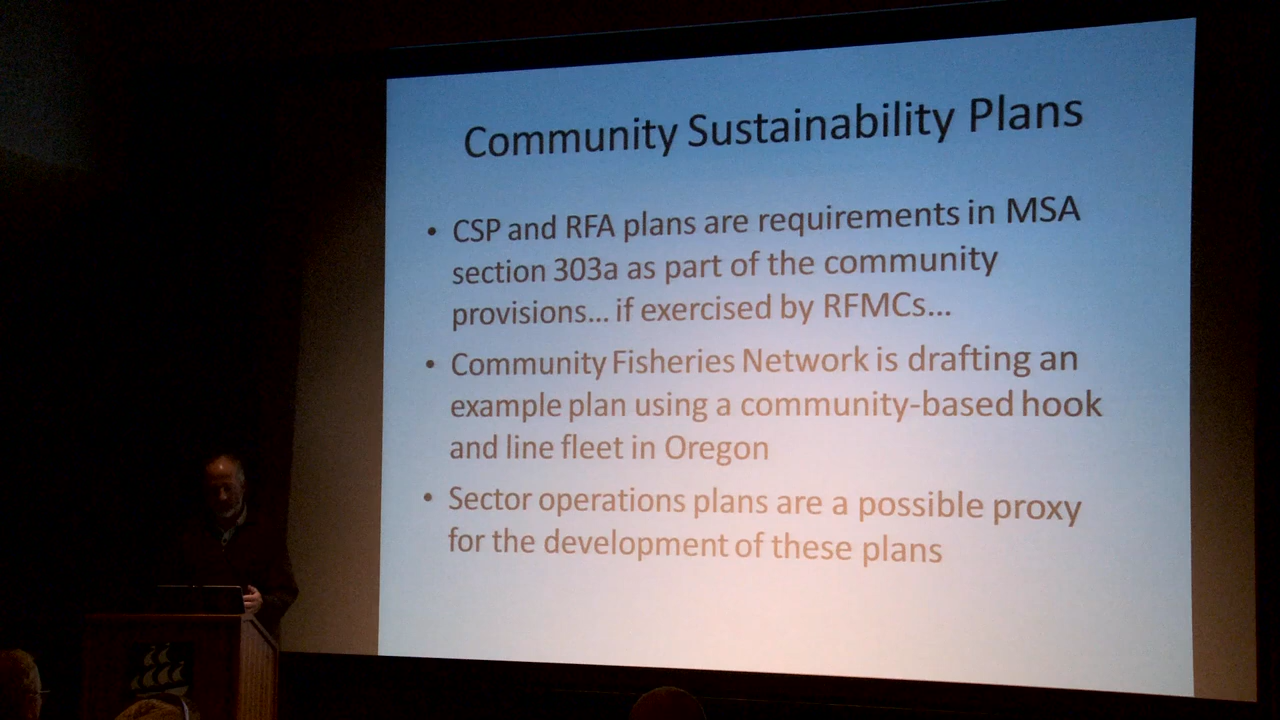 Community Sustainability Plans
• CSP and RFA plans are requirements in MSA
section 303a as part of the community
provisions... if exercised by RFMCs...
• Community Fisheries Network is drafting an
example plan using a community-based hook
and line fleet in Oregon
• Sector operations plans are a possible proxy
for the development of these plans